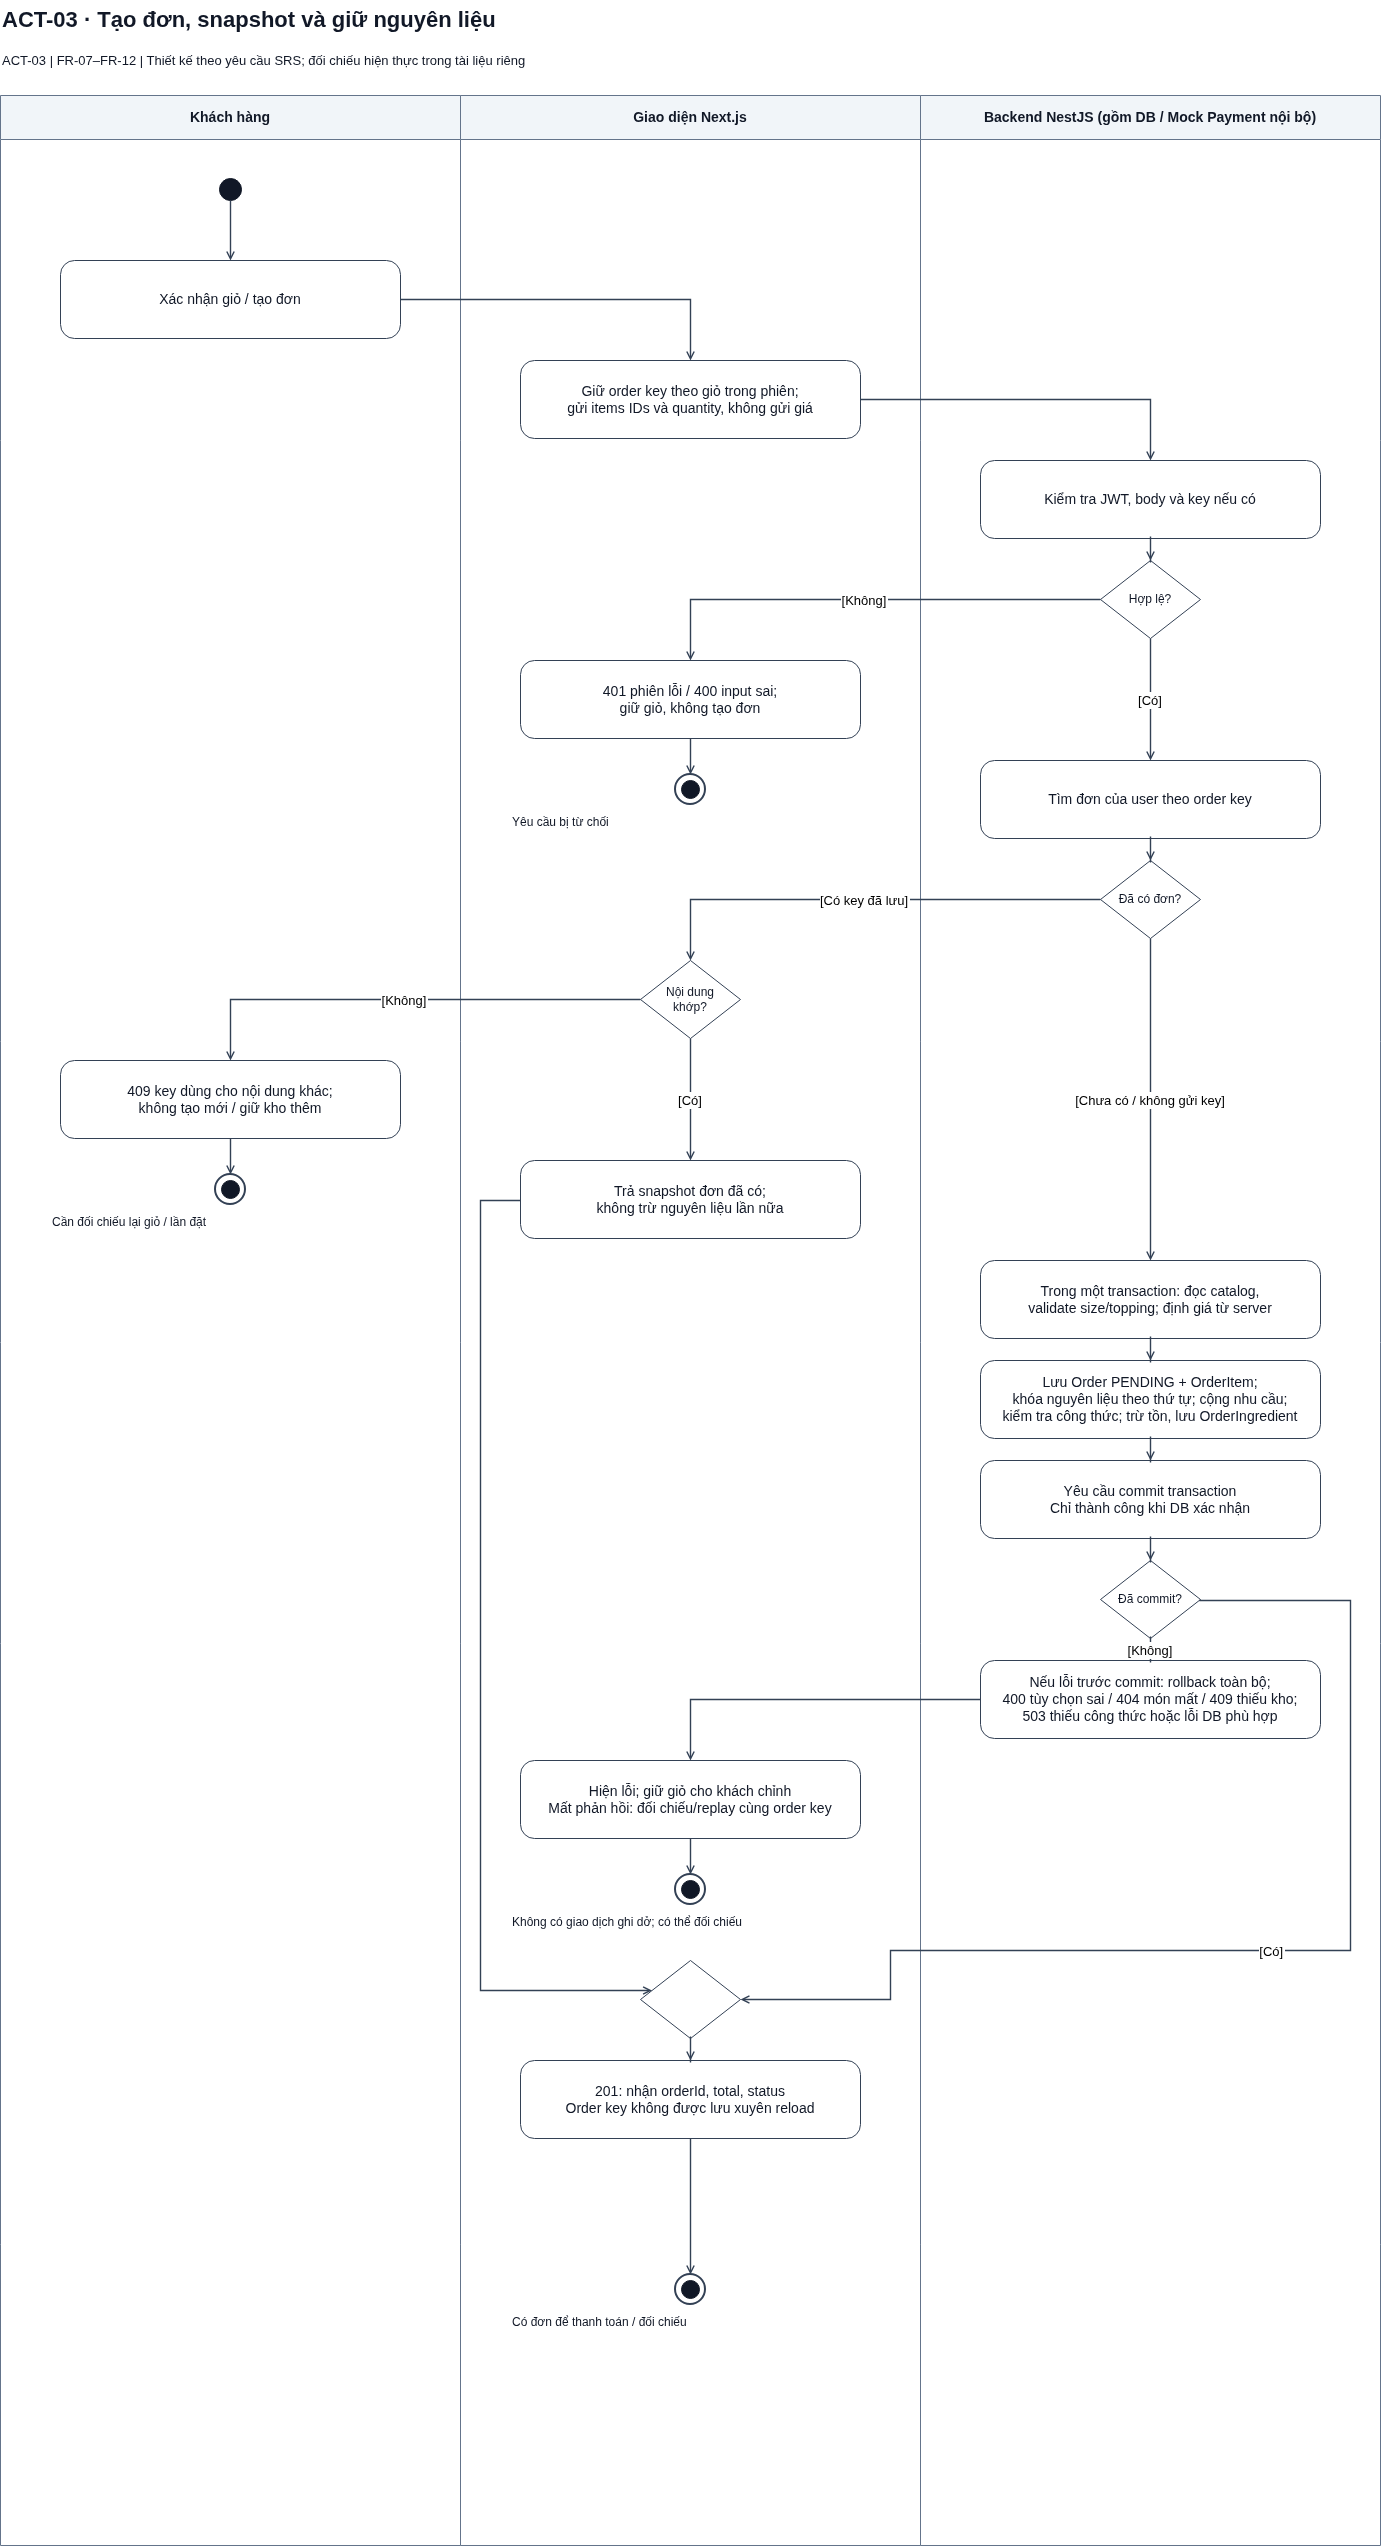 ACT-03 · Tạo đơn, snapshot và giữ nguyên liệu
ACT-03 | FR-07–FR-12 | Thiết kế theo yêu cầu SRS; đối chiếu hiện thực trong tài liệu riêng
Khách hàng
Giao diện Next.js
Backend NestJS (gồm DB / Mock Payment nội bộ)
Xác nhận giỏ / tạo đơn
Giữ order key theo giỏ trong phiên;
gửi items IDs và quantity, không gửi giá
Kiểm tra JWT, body và key nếu có
Hợp lệ?
[Không]
401 phiên lỗi / 400 input sai;
giữ giỏ, không tạo đơn
[Có]
Tìm đơn của user theo order key
Yêu cầu bị từ chối
Đã có đơn?
[Có key đã lưu]
Nội dung
khớp?
[Không]
409 key dùng cho nội dung khác;
không tạo mới / giữ kho thêm
[Có]
[Chưa có / không gửi key]
Trả snapshot đơn đã có;
không trừ nguyên liệu lần nữa
Cần đối chiếu lại giỏ / lần đặt
Trong một transaction: đọc catalog,
validate size/topping; định giá từ server
Lưu Order PENDING + OrderItem;
khóa nguyên liệu theo thứ tự; cộng nhu cầu;
kiểm tra công thức; trừ tồn, lưu OrderIngredient
Yêu cầu commit transaction
Chỉ thành công khi DB xác nhận
Đã commit?
[Không]
Nếu lỗi trước commit: rollback toàn bộ;
400 tùy chọn sai / 404 món mất / 409 thiếu kho;
503 thiếu công thức hoặc lỗi DB phù hợp
Hiện lỗi; giữ giỏ cho khách chỉnh
Mất phản hồi: đối chiếu/replay cùng order key
Không có giao dịch ghi dở; có thể đối chiếu
[Có]
201: nhận orderId, total, status
Order key không được lưu xuyên reload
Có đơn để thanh toán / đối chiếu